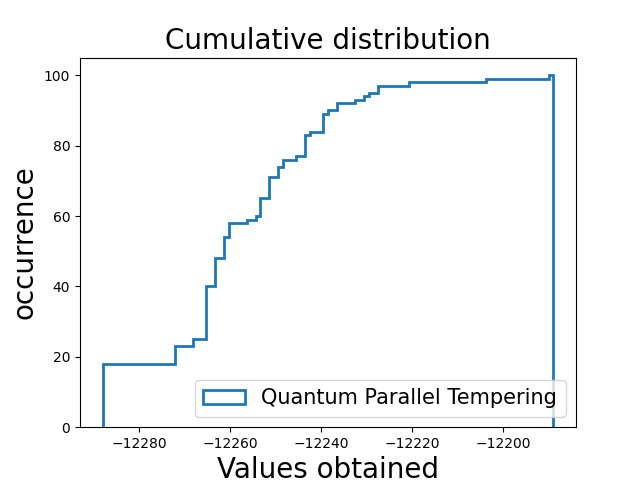 Cumulative distribution
occurrence
100
80
60
40
20
0
Quantum Parallel Tempering
−12280 −12260 −12240 −12220 −12200
Values obtained